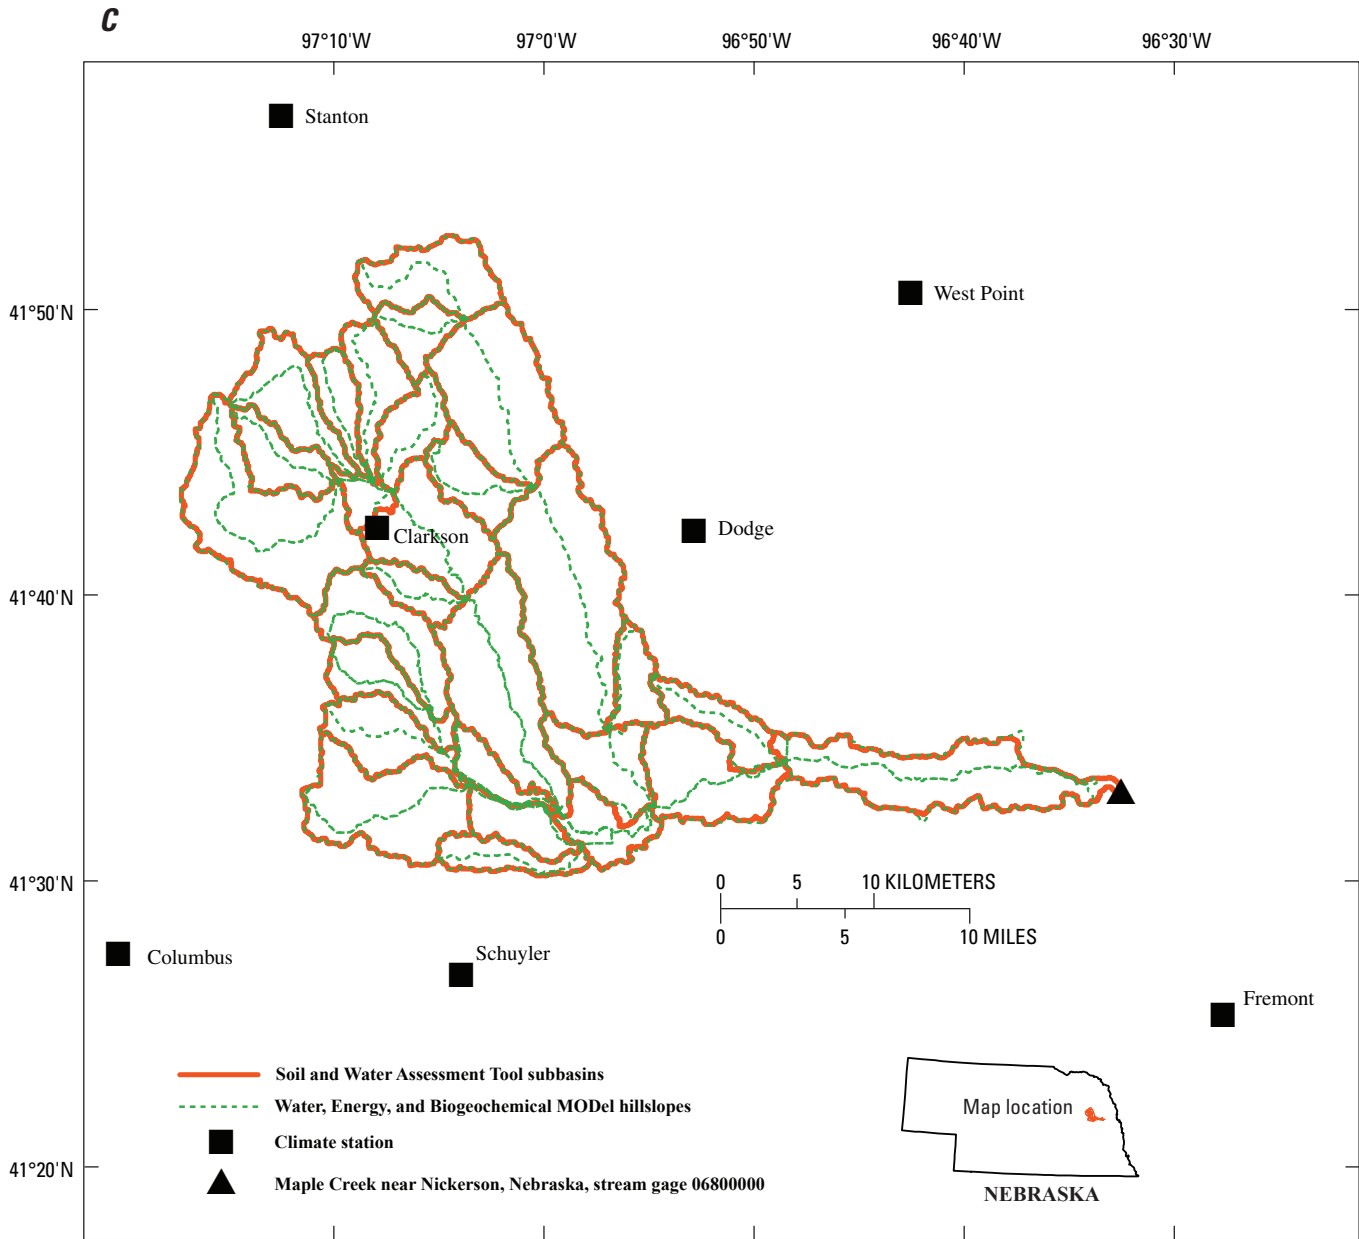 C
97°10'W 97°0'W 96°50'W 96°40'W 96°30'W
Stanton
West Point
41°50'N
Clarkson
Dodge
41°40'N
41°30'N
0 5 10 KILOMETERS
0 5 10 MILES
Columbus
Schuyler
Fremont
Soil and Water Assessment Tool subbasins
Water, Energy, and Biogeochemical MODel hillslopes
Climate station
Maple Creek near Nickerson, Nebraska, stream gage 06800000
Map location
NEBRASKA
41°20'N